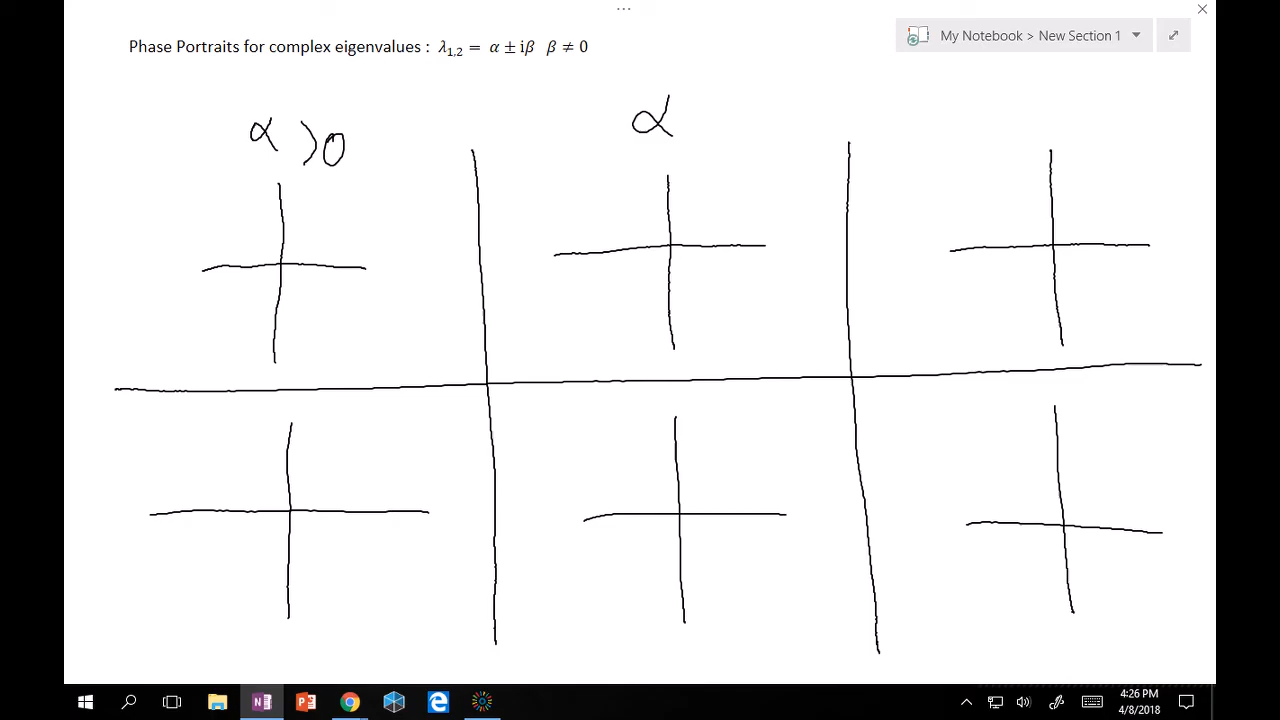 Phase Portraits for complex eigenvalues : λ1,2 = α ± iβ β ≠ 0
My Notebook > New Section 1
α > 0
α
4:26 PM
4/8/2018